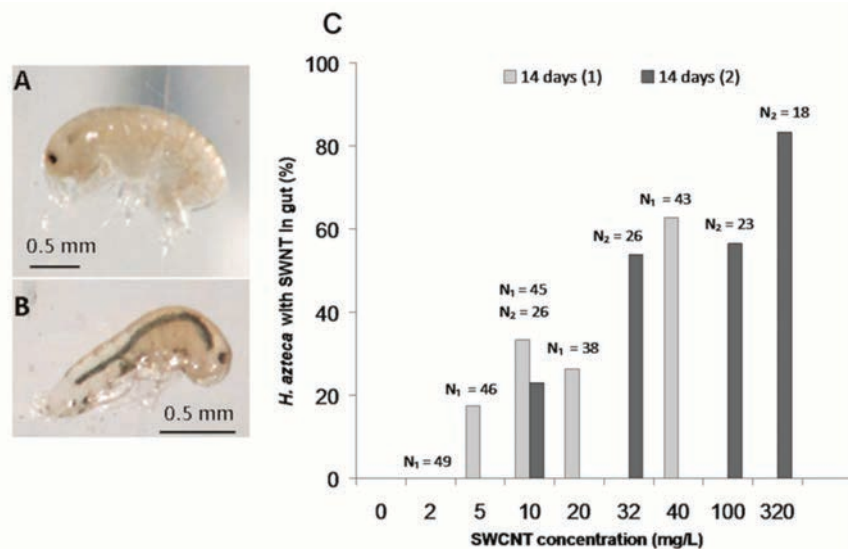 A
0.5 mm
B
0.5 mm
C
14 days (1) 14 days (2)
H. azteca with SWNT In gut (%)
100
80
60
40
20
0
N₁ = 49
N₁ = 46
N₁ = 45
N₂ = 26
N₁ = 38
N₂ = 26
N₁ = 43
N₂ = 23
N₂ = 18
0 2 5 10 20 32 40 100 320
SWCNT concentration (mg/L)